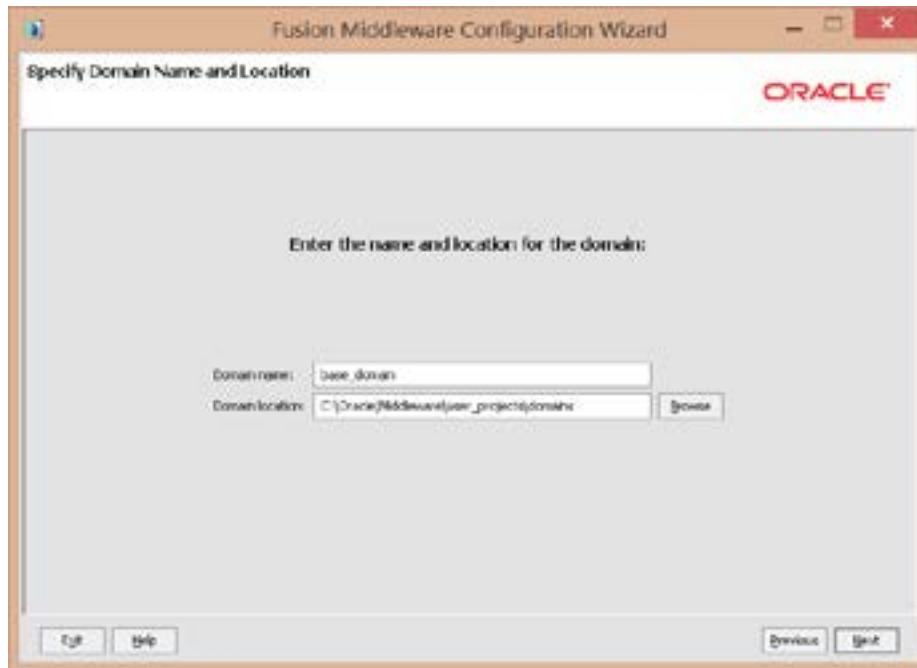 Fusion Middleware Configuration Wizard
Specify Domain Name and Location
ORACLE
Enter the name and location for the domain:
Domain name: base_domain
Domain location: C:\Oracle\Middleware\user_projects\domains Browse
Exit Help Previous Next